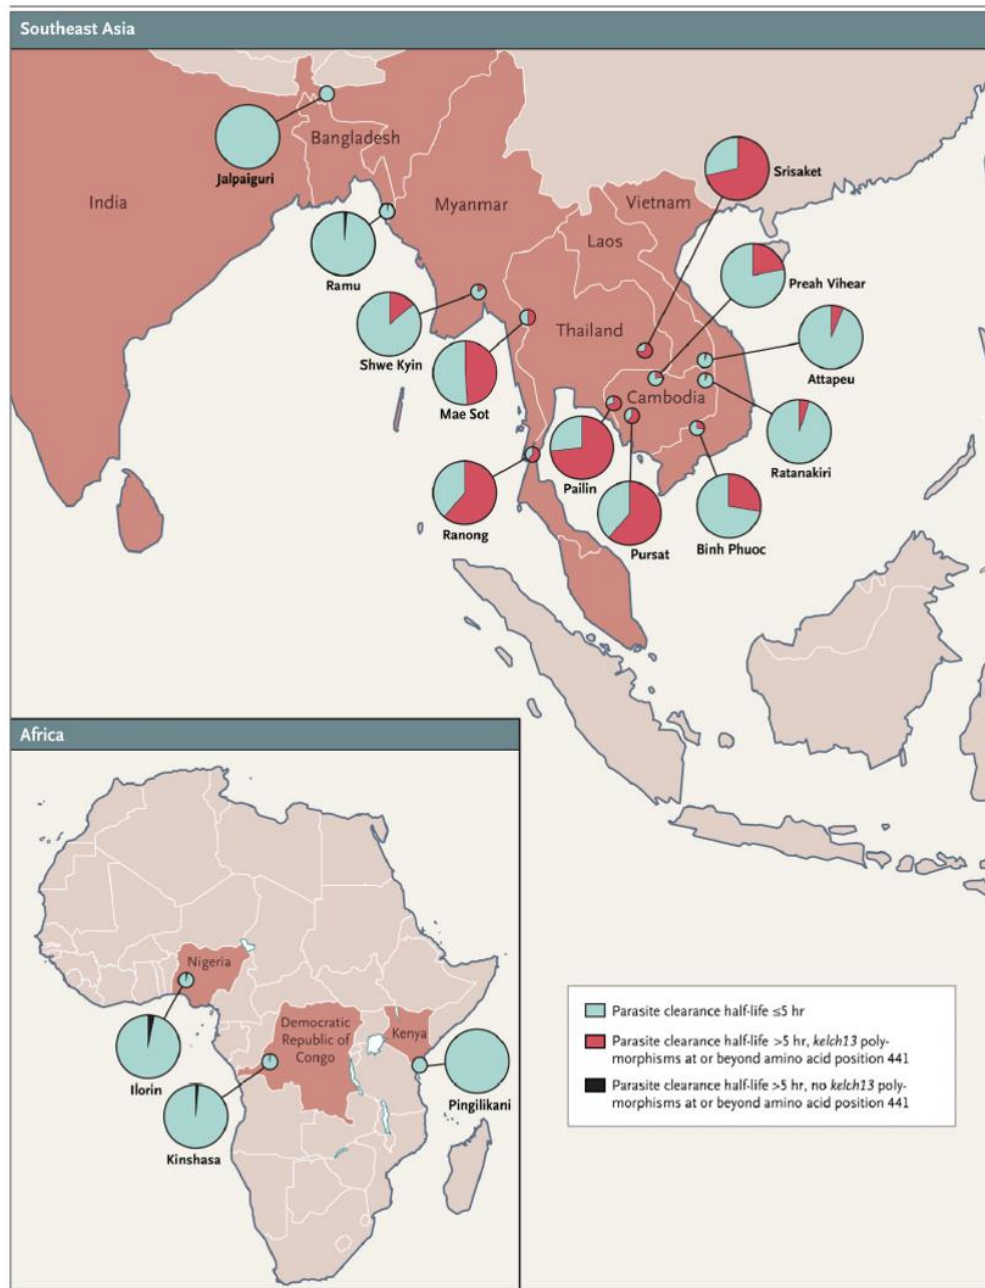 Southeast Asia
India
Jalpaiguri
Bangladesh
Ramu
Myanmar
Shwe Kyin
Mae Sot
Ranong
Thailand
Laos
Vietnam
Srisaket
Preah Vihear
Attapeu
Cambodia
Ratanakiri
Pailin
Pursat
Binh Phuoc
Africa
Nigeria
Ilorin
Democratic
Republic of
Congo
Kinshasa
Kenya
Pingilikani
Parasite clearance half-life ≤5 hr
Parasite clearance half-life >5 hr, kelch13 poly-
morphisms at or beyond amino acid position 441
Parasite clearance half-life >5 hr, no kelch13 poly-
morphisms at or beyond amino acid position 441